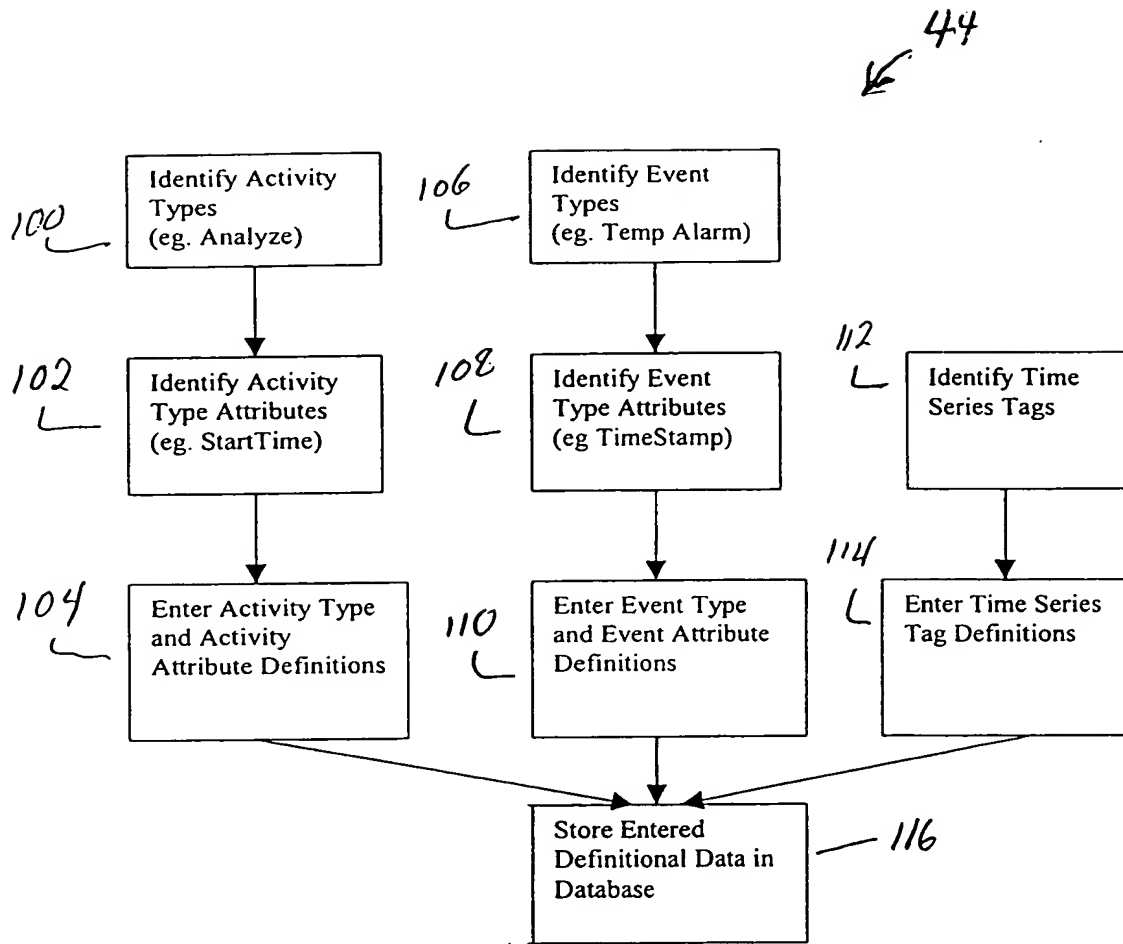 44
100
Identify Activity
Types
(eg. Analyze)
106
Identify Event
Types
(eg. Temp Alarm)
102
Identify Activity
Type Attributes
(eg. StartTime)
108
Identify Event
Type Attributes
(eg TimeStamp)
112
Identify Time
Series Tags
104
Enter Activity Type
and Activity
Attribute Definitions
110
Enter Event Type
and Event Attribute
Definitions
114
Enter Time Series
Tag Definitions
Store Entered
Definitional Data in
Database
116